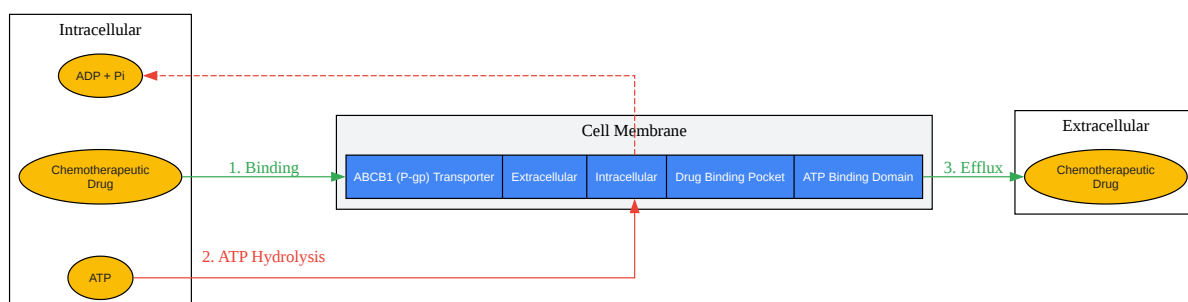 Intracellular
ADP + Pi
Chemotherapeutic
Drug
ATP
1. Binding
2. ATP Hydrolysis
Cell Membrane
ABCB1 (P-gp) Transporter
Extracellular
Intracellular
Drug Binding Pocket
ATP Binding Domain
3. Efflux
Extracellular
Chemotherapeutic
Drug